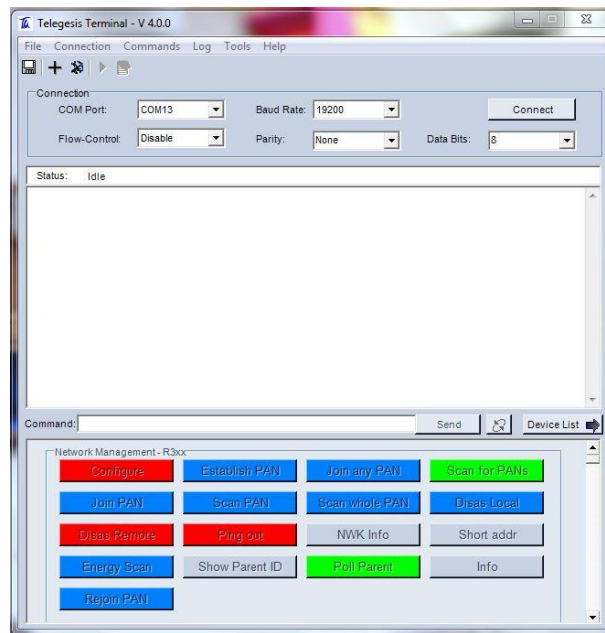 Telegesis Terminal - V 4.0.0
File Connection Commands Log Tools Help
Connection
COM Port: COM13 Baud Rate: 19200 Connect
Flow-Control: Disable Parity: None Data Bits: 8
Status: Idle
Command: Send Device List
Network Management - R3xx
Configure Establish PAN Join any PAN Scan for PANs
Join PAN Scan PAN Scan whole PAN Disas Local
Disas Remote Ping out NWK Info Short addr
Energy Scan Show Parent ID Poll Parent Info
Rejoin PAN